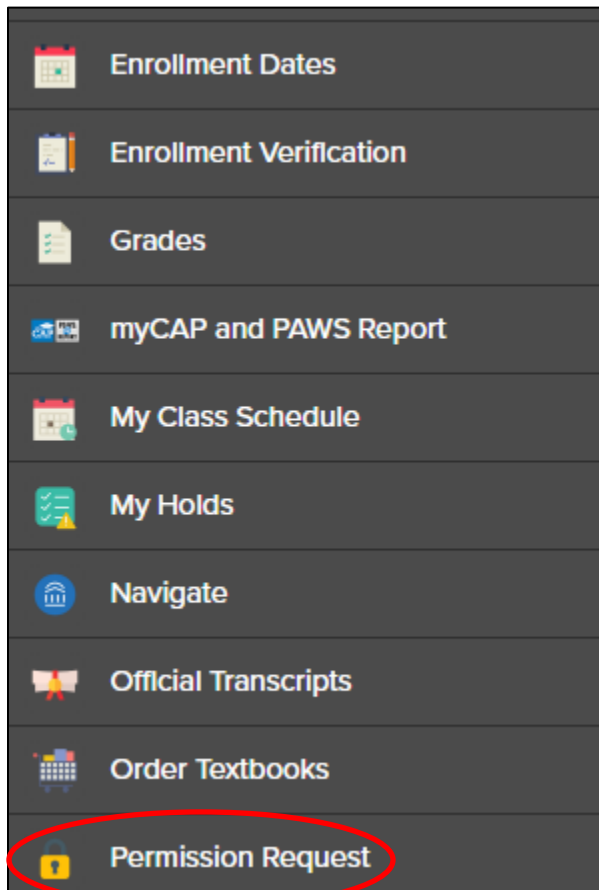 Enrollment Dates
Enrollment Verification
Grades
myCAP and PAWS Report
My Class Schedule
My Holds
Navigate
Official Transcripts
Order Textbooks
Permission Request